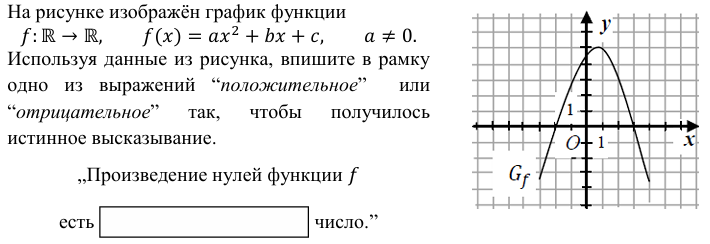 На рисунке изображён график функции
f: ℝ → ℝ, f(x) = ax² + bx + c, a ≠ 0.
Используя данные из рисунка, впишите в рамку
одно из выражений “положительное” или
“отрицательное” так, чтобы получилось
истинное высказывание.
„Произведение нулей функции f
есть число.”
y
1
O 1 x
G_f